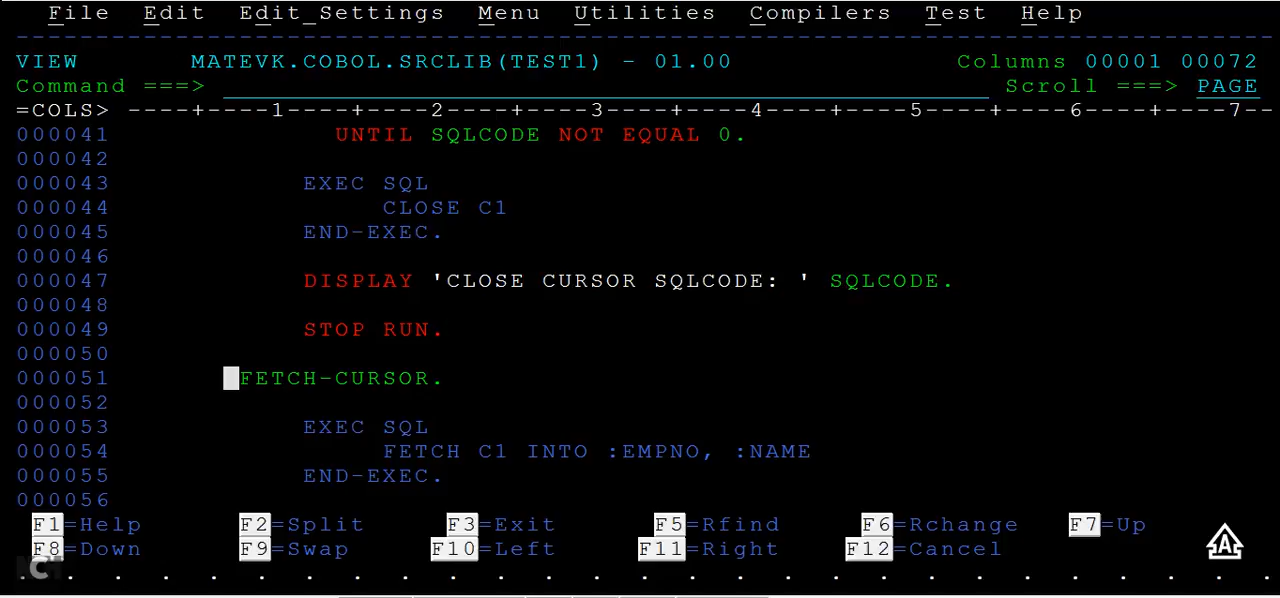 File Edit Edit_Settings Menu Utilities Compilers Test Help
VIEW MATEVK.COBOL.SRCLIB(TEST1) - 01.00 Columns 00001 00072
Command ===> Scroll ===> PAGE
=COLS> ----+----1----+----2----+----3----+----4----+----5----+----6----+----7--
000041 UNTIL SQLCODE NOT EQUAL 0.
000042
000043 EXEC SQL
000044 CLOSE C1
000045 END-EXEC.
000046
000047 DISPLAY 'CLOSE CURSOR SQLCODE: ' SQLCODE.
000048
000049 STOP RUN.
000050
000051 FETCH-CURSOR.
000052
000053 EXEC SQL
000054 FETCH C1 INTO :EMPNO, :NAME
000055 END-EXEC.
000056
F1=Help F2=Split F3=Exit F5=Rfind F6=Rchange F7=Up
F8=Down F9=Swap F10=Left F11=Right F12=Cancel
A